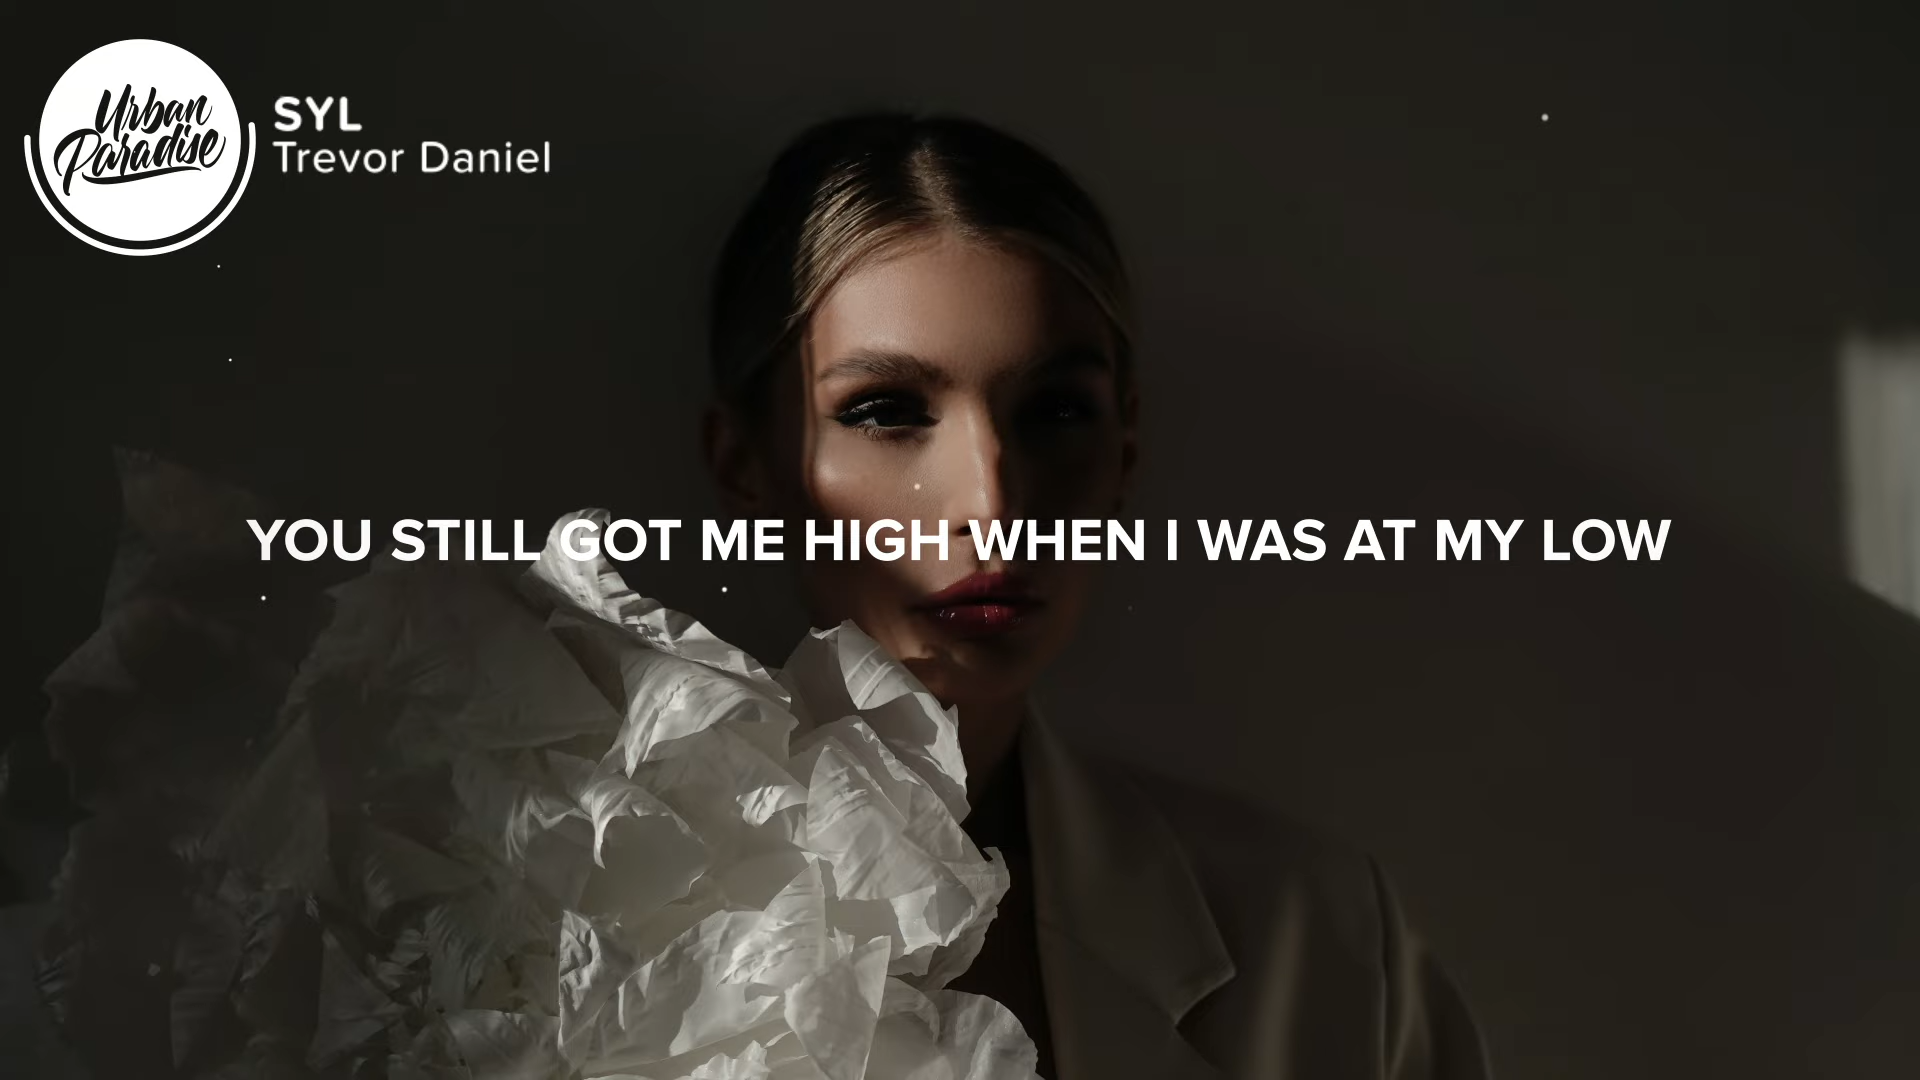 Urban
Paradise
SYL
Trevor Daniel
YOU STILL GOT ME HIGH WHEN I WAS AT MY LOW